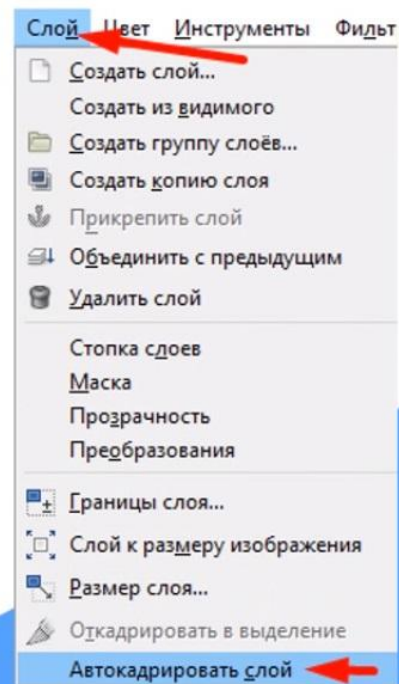 Слой Цвет Инструменты Фильт
Создать слой...
Создать из видимого
Создать группу слоёв...
Создать копию слоя
Прикрепить слой
Объединить с предыдущим
Удалить слой
Стопка слоев
Маска
Прозрачность
Преобразования
Границы слоя...
Слой к размеру изображения
Размер слоя...
Откадрировать в выделение
Автокадрировать слой